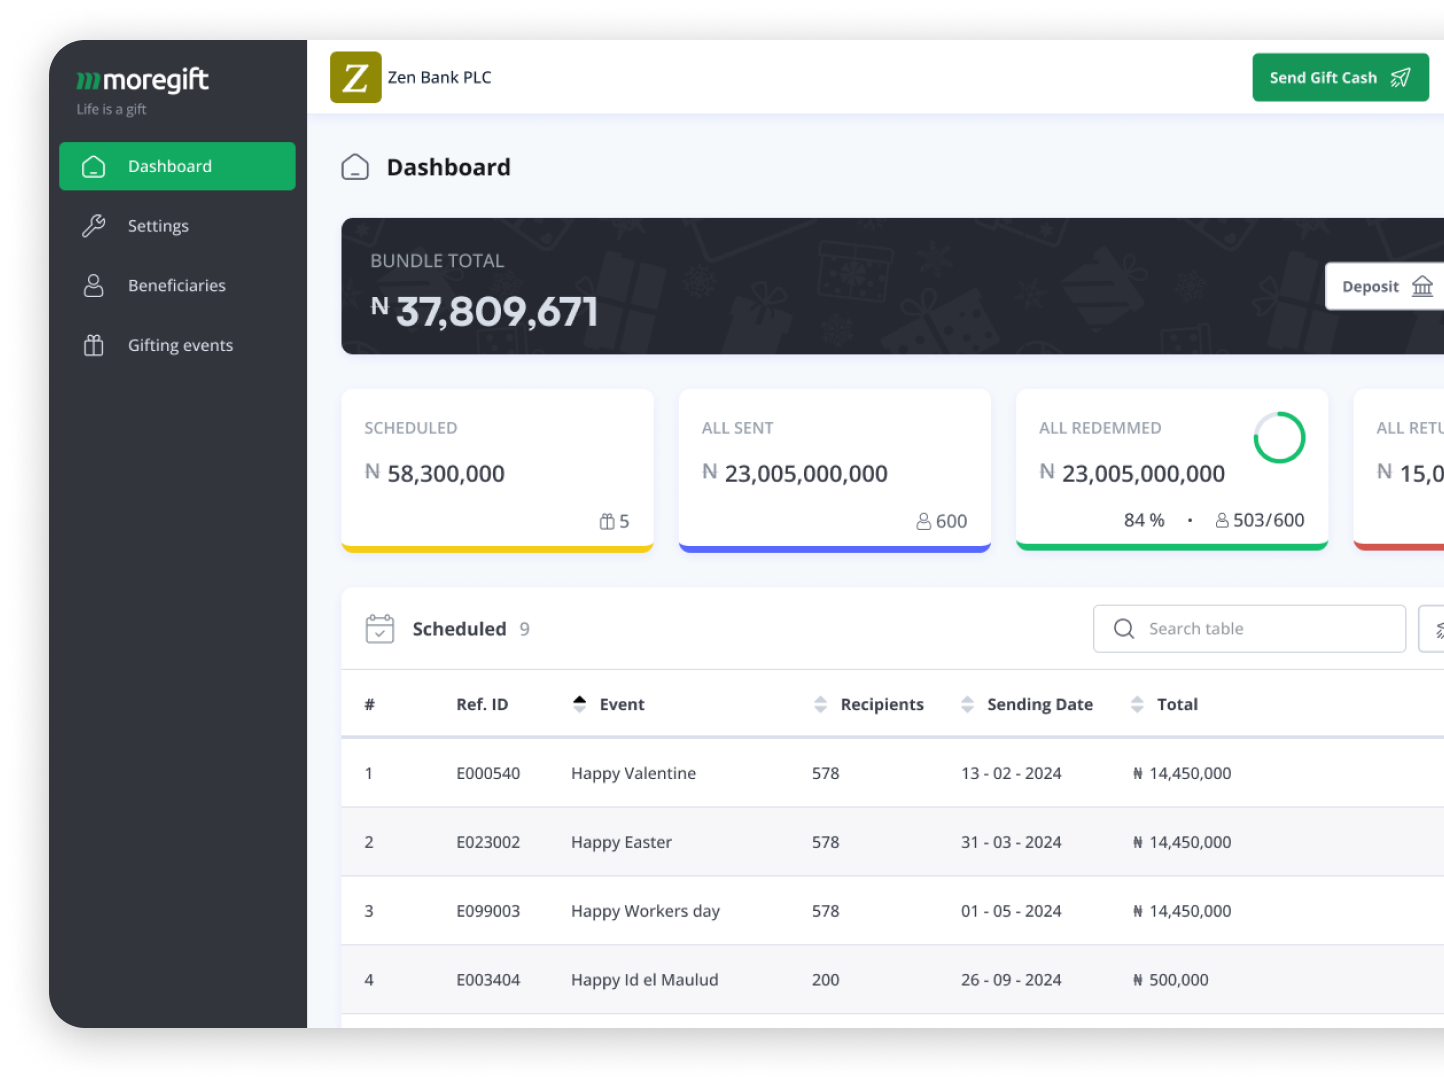 moregift
Life is a gift
Dashboard
Settings
Beneficiaries
Gifting events
Z Zen Bank PLC
Send Gift Cash
Dashboard
BUNDLE TOTAL
₦ 37,809,671
Deposit
SCHEDULED
₦ 58,300,000
5
ALL SENT
₦ 23,005,000,000
600
ALL REDEMMED
₦ 23,005,000,000
84 % · 503/600
ALL RETU
₦ 15,0
Scheduled 9
Search table
# Ref. ID Event Recipients Sending Date Total
1 E000540 Happy Valentine 578 13 - 02 - 2024 ₦ 14,450,000
2 E023002 Happy Easter 578 31 - 03 - 2024 ₦ 14,450,000
3 E099003 Happy Workers day 578 01 - 05 - 2024 ₦ 14,450,000
4 E003404 Happy Id el Maulud 200 26 - 09 - 2024 ₦ 500,000